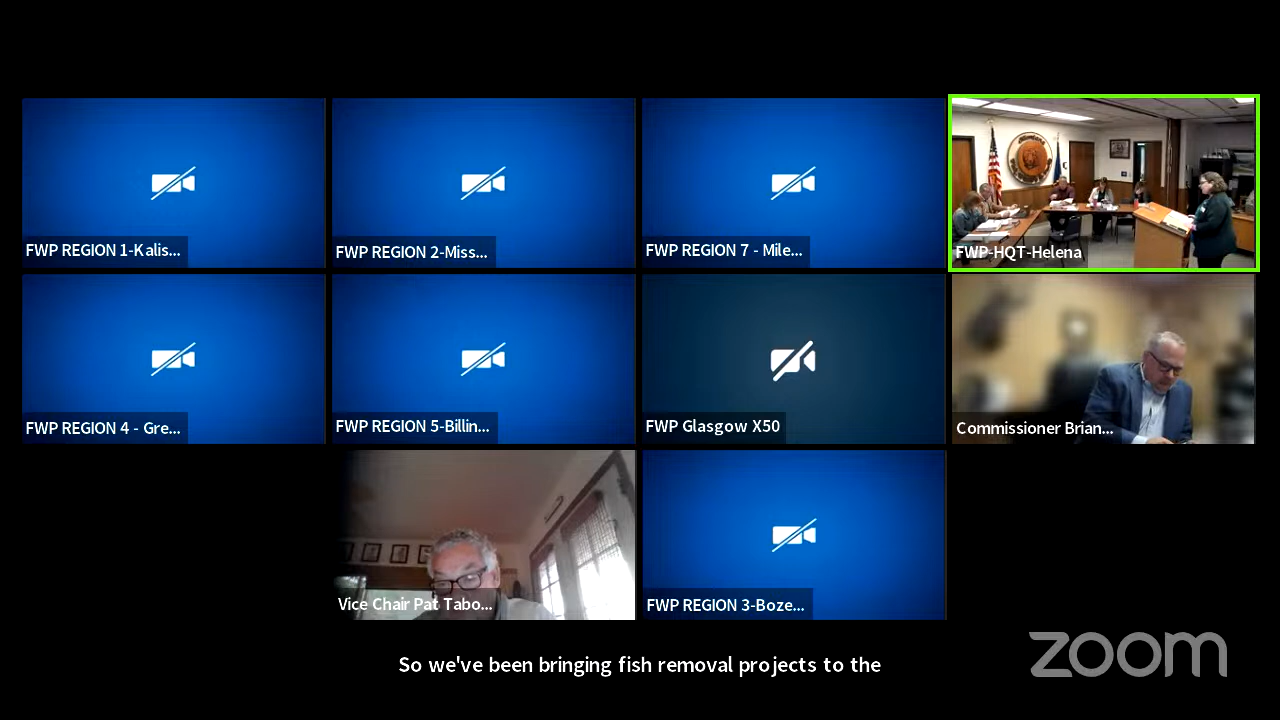 FWP REGION 1-Kalis...
FWP REGION 2-Miss...
FWP REGION 7 - Mile...
FWP-HQT-Helena
FWP REGION 4 - Gre...
FWP REGION 5-Billin...
FWP Glasgow X50
Commissioner Brian...
Vice Chair Pat Tabo...
FWP REGION 3-Boze...
So we've been bringing fish removal projects to the
zoom